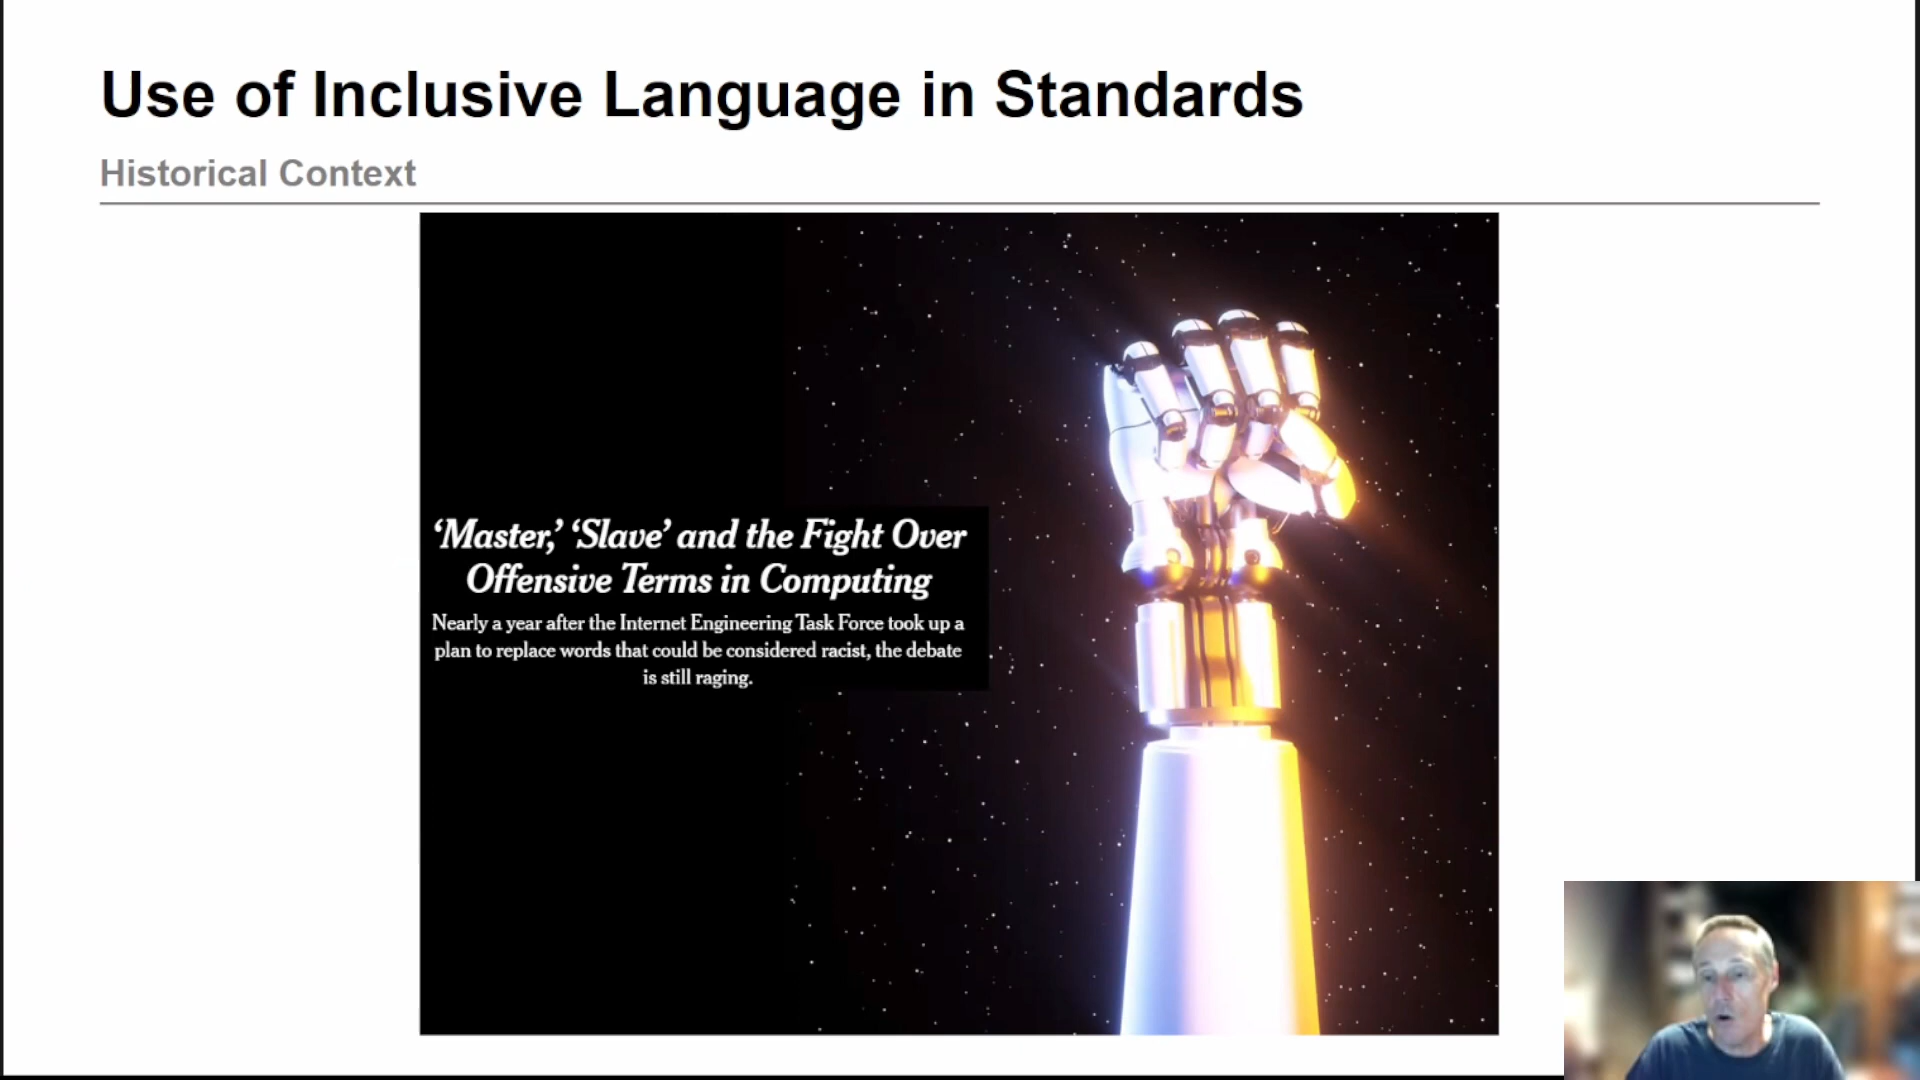 Use of Inclusive Language in Standards
Historical Context
‘Master,’ ‘Slave’ and the Fight Over
Offensive Terms in Computing
Nearly a year after the Internet Engineering Task Force took up a
plan to replace words that could be considered racist, the debate
is still raging.